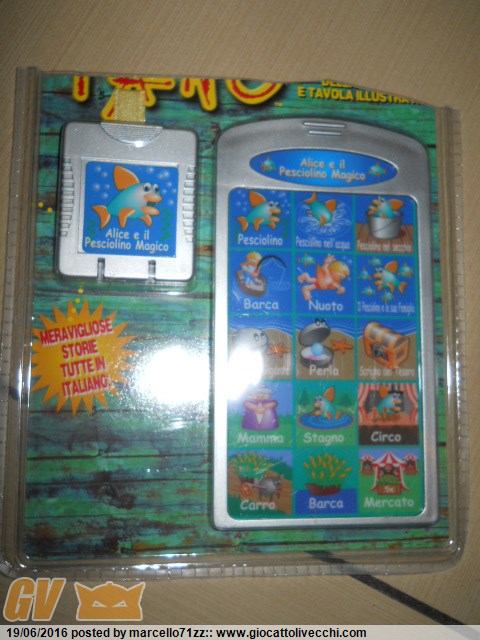 E TAVOLA ILLUSTRATA
Alice e il
Pesciolino Magico
Alice e il
Pesciolino Magico
Pesciolino
Pesciolino nell'acqua
Pesciolino nel secchio
Barca
Nuoto
Il Pesciolino e la sua Famiglia
MERAVIGLIOSE
STORIE
TUTTE IN
ITALIANO
Perla
Scrigno del Tesoro
Mamma
Stagno
Circo
Carro
Barca
Mercato
GV
19/06/2016 posted by marcello71zz:: www.giocattolivecchi.com